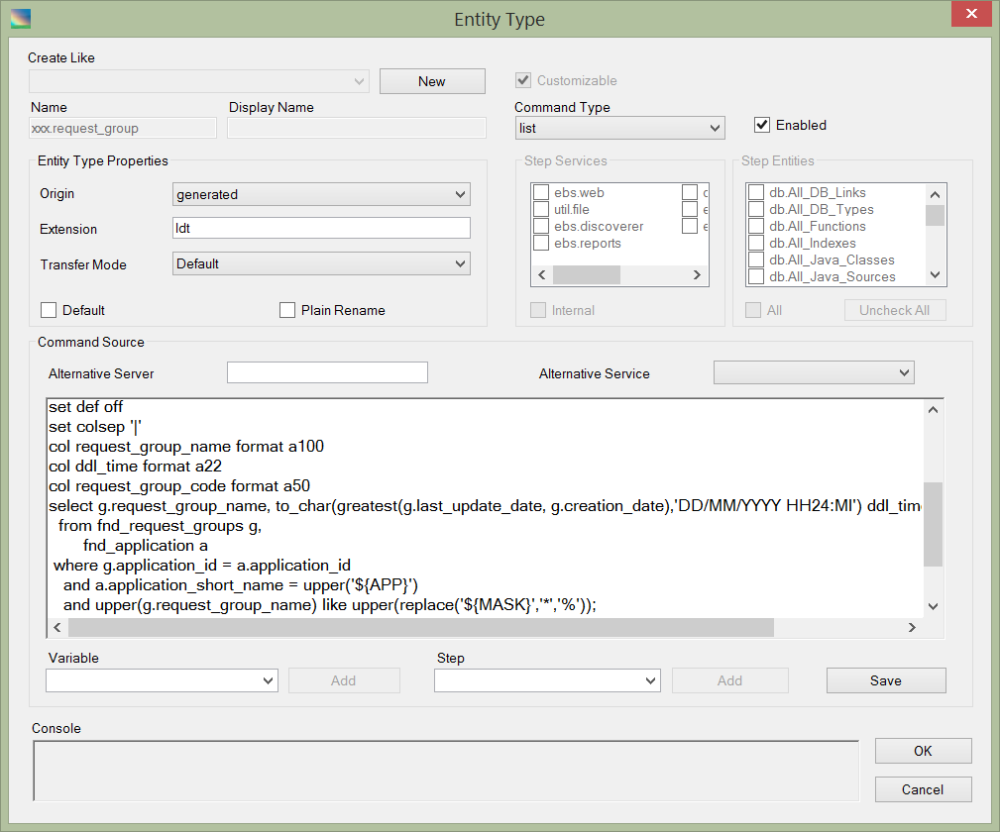 Entity Type
Create Like
New
Customizable
Name
Display Name
Command Type
xxx.request_group
list
Enabled
Entity Type Properties
Step Services
Step Entities
Origin
generated
Extension
ldt
Transfer Mode
Default
ebs.web
util.file
ebs.discoverer
ebs.reports
db.All_DB_Links
db.All_DB_Types
db.All_Functions
db.All_Indexes
db.All_Java_Classes
db.All_Java_Sources
Default
Plain Rename
Internal
All
Uncheck All
Command Source
Alternative Server
Alternative Service
set def off
set colsep '|'
col request_group_name format a100
col ddl_time format a22
col request_group_code format a50
select g.request_group_name, to_char(greatest(g.last_update_date, g.creation_date),'DD/MM/YYYY HH24:MI') ddl_tim
from fnd_request_groups g,
fnd_application a
where g.application_id = a.application_id
and a.application_short_name = upper('${APP}')
and upper(g.request_group_name) like upper(replace('${MASK}','*','%'));
Variable
Step
Add
Add
Save
Console
OK
Cancel